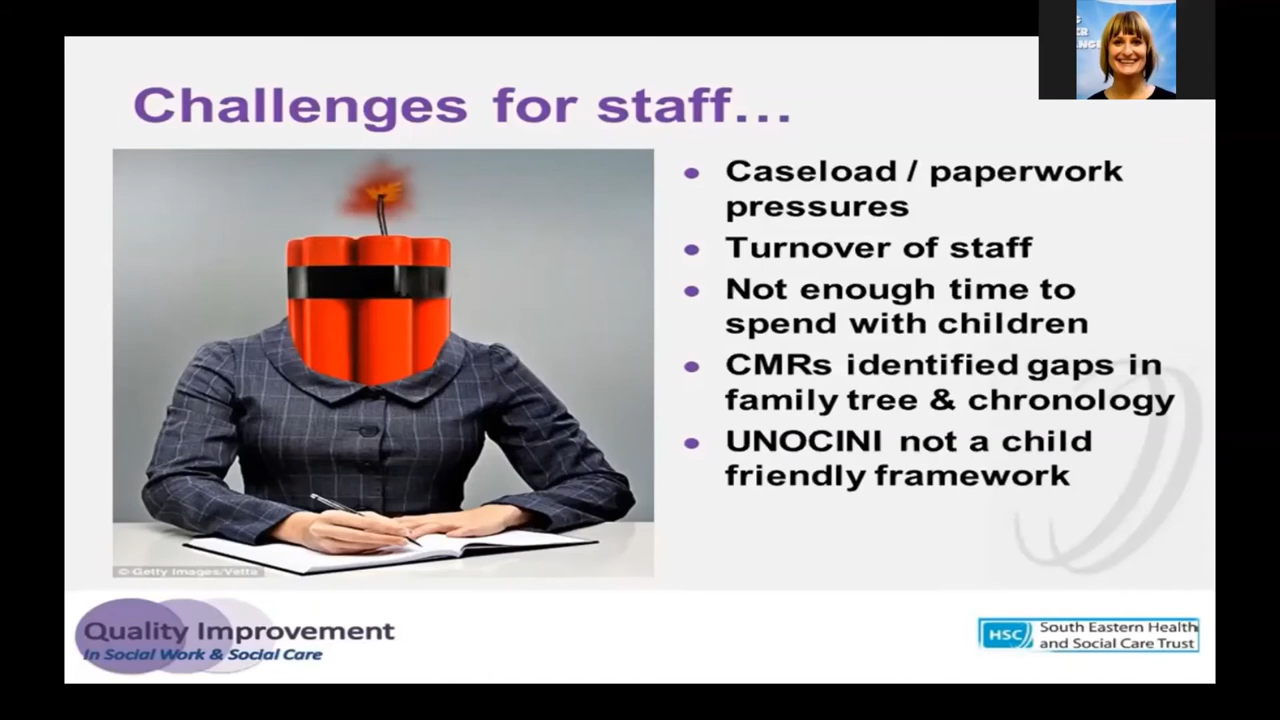 Challenges for staff...
• Caseload / paperwork
pressures
• Turnover of staff
• Not enough time to
spend with children
• CMRs identified gaps in
family tree & chronology
• UNOCINI not a child
friendly framework
© Getty Images/Vetta
Quality Improvement
In Social Work & Social Care
HSC
South Eastern Health
and Social Care Trust